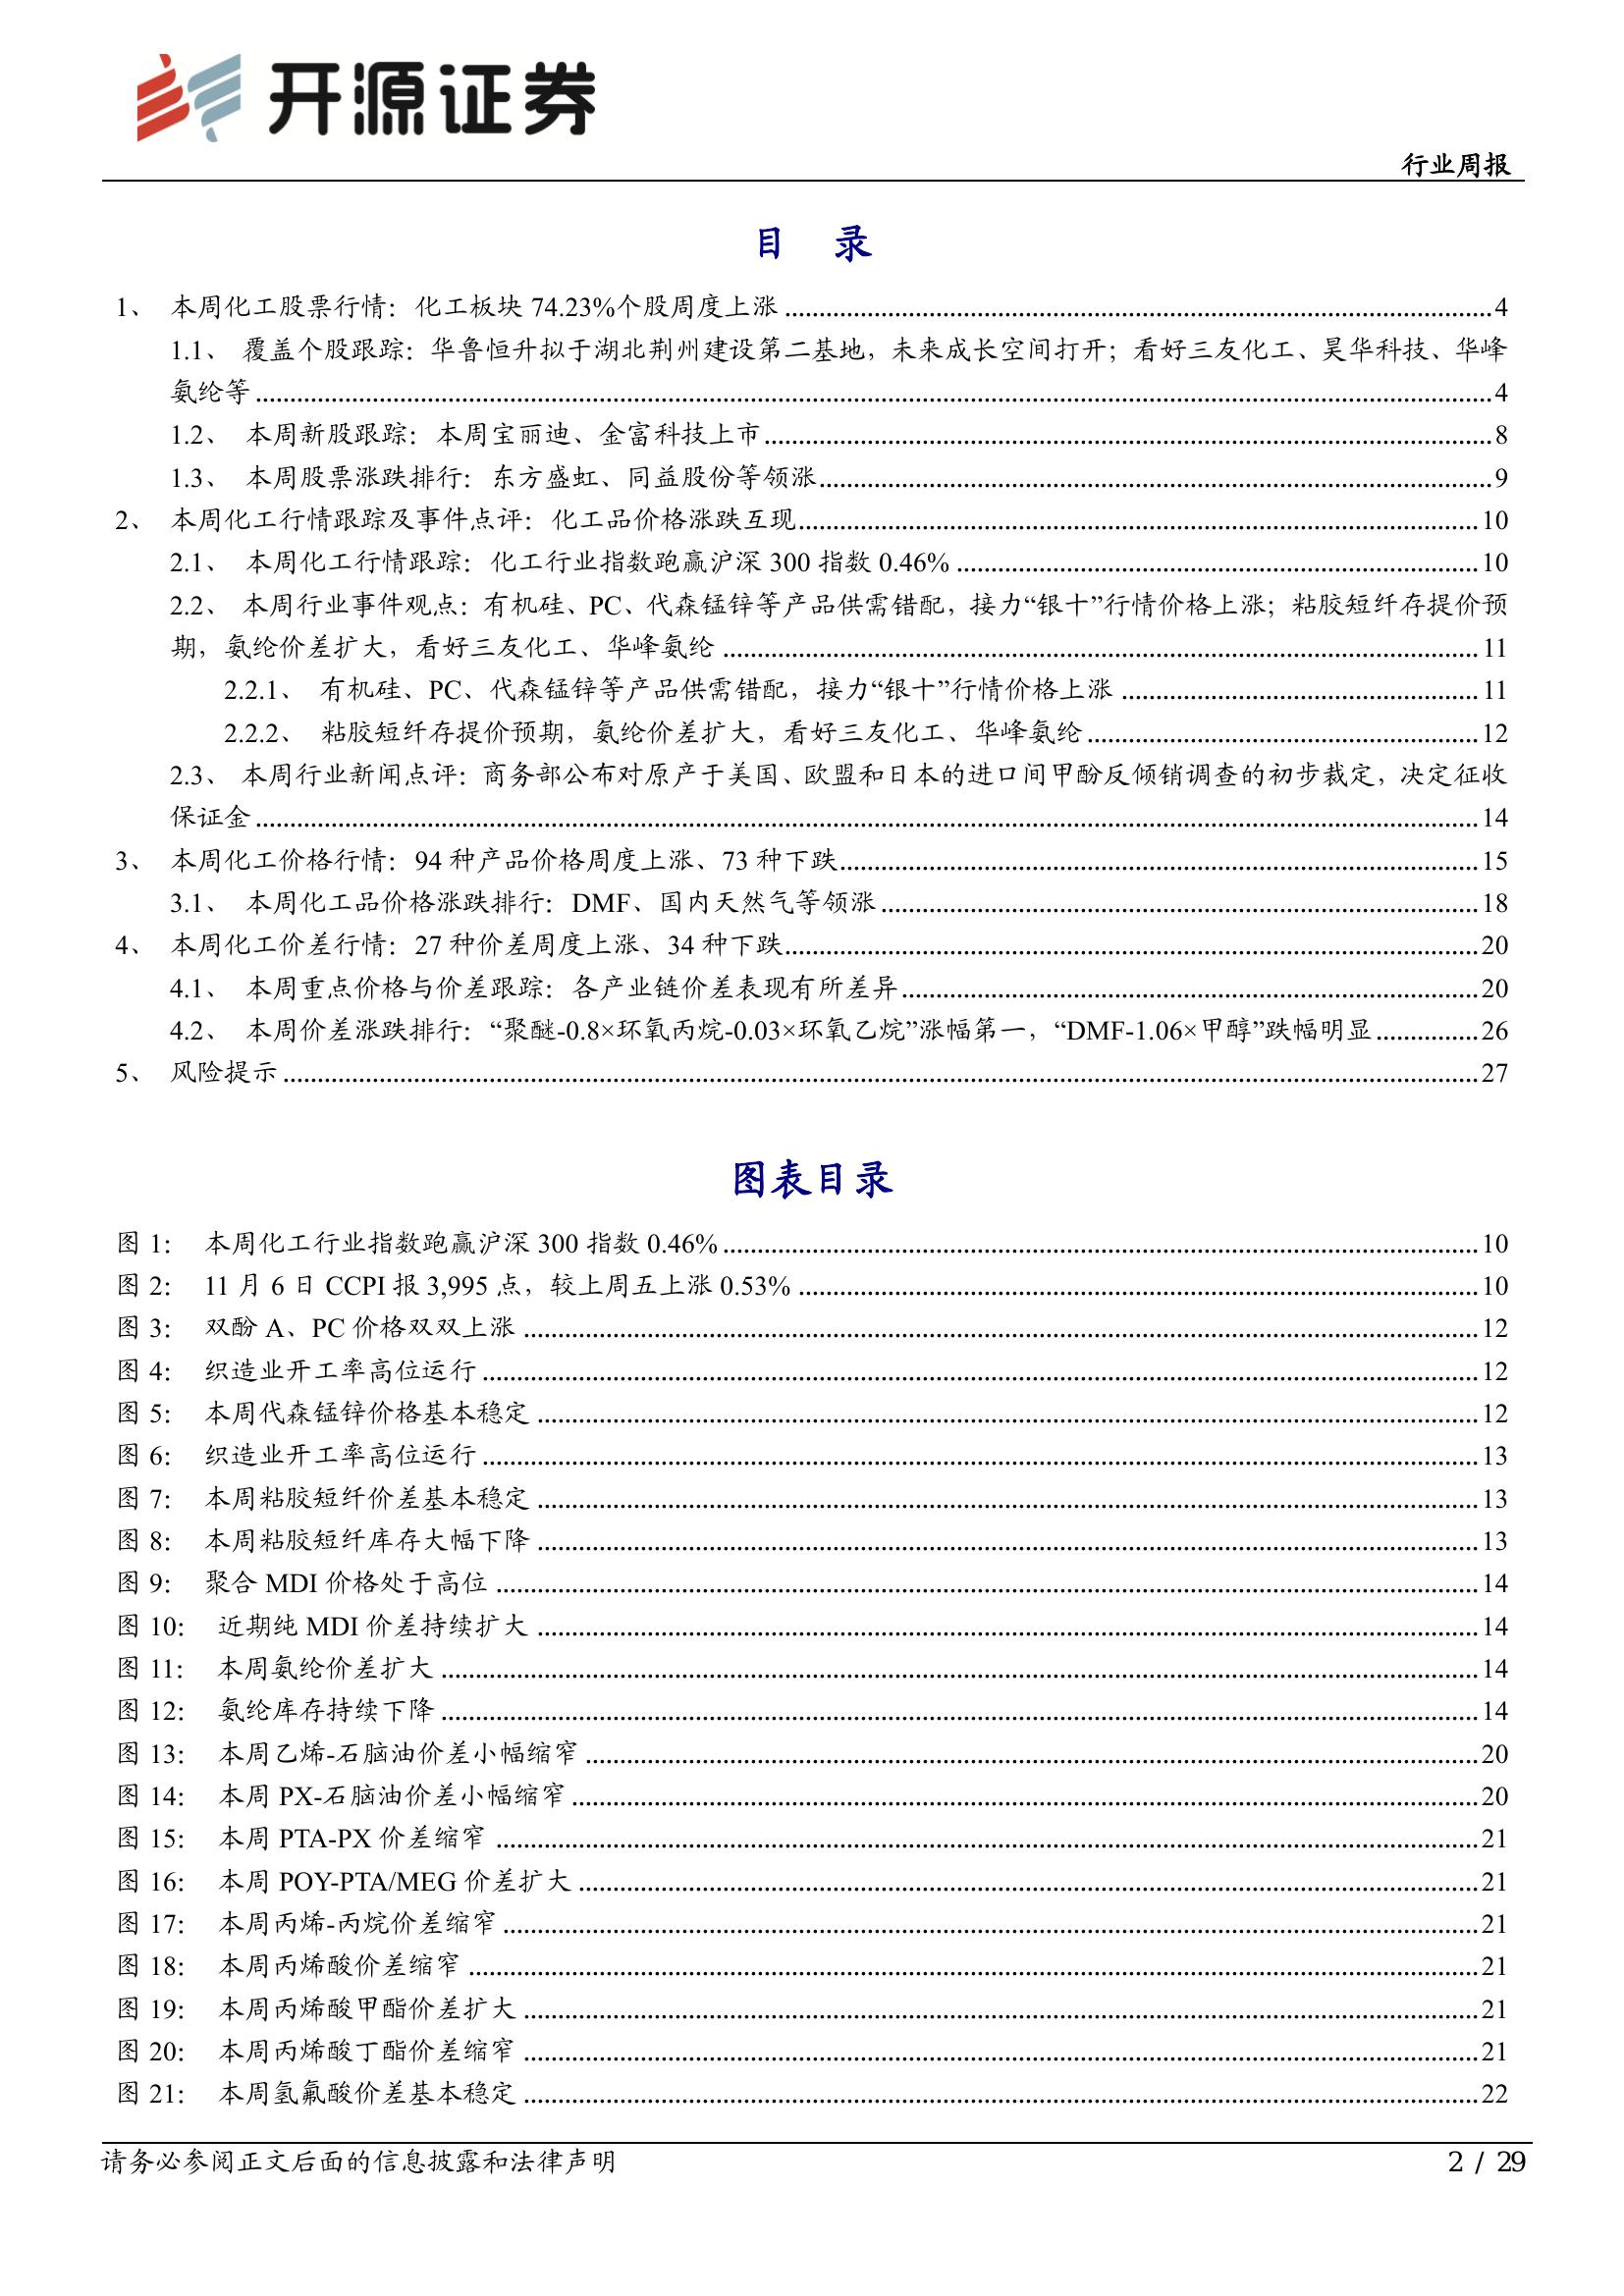 开源证券
行业周报
目 录
1、 本周化工股票行情：化工板块 74.23%个股周度上涨 ........ 4
1.1、 覆盖个股跟踪：华鲁恒升拟于湖北荆州建设第二基地，未来成长空间打开；看好三友化工、昊华科技、华峰
氨纶等 ........ 4
1.2、 本周新股跟踪：本周宝丽迪、金富科技上市 ........ 8
1.3、 本周股票涨跌排行：东方盛虹、同益股份等领涨 ........ 9
2、 本周化工行情跟踪及事件点评：化工品价格涨跌互现 ........ 10
2.1、 本周化工行情跟踪：化工行业指数跑赢沪深 300 指数 0.46% ........ 10
2.2、 本周行业事件观点：有机硅、PC、代森锰锌等产品供需错配，接力“银十”行情价格上涨；粘胶短纤存提价预
期，氨纶价差扩大，看好三友化工、华峰氨纶 ........ 11
2.2.1、 有机硅、PC、代森锰锌等产品供需错配，接力“银十”行情价格上涨 ........ 11
2.2.2、 粘胶短纤存提价预期，氨纶价差扩大，看好三友化工、华峰氨纶 ........ 12
2.3、 本周行业新闻点评：商务部公布对原产于美国、欧盟和日本的进口间甲酚反倾销调查的初步裁定，决定征收
保证金 ........ 14
3、 本周化工价格行情：94 种产品价格周度上涨、73 种下跌 ........ 15
3.1、 本周化工品价格涨跌排行：DMF、国内天然气等领涨 ........ 18
4、 本周化工价差行情：27 种价差周度上涨、34 种下跌 ........ 20
4.1、 本周重点价格与价差跟踪：各产业链价差表现有所差异 ........ 20
4.2、 本周价差涨跌排行：“聚醚-0.8×环氧丙烷-0.03×环氧乙烷”涨幅第一，“DMF-1.06×甲醇”跌幅明显 ........ 26
5、 风险提示 ........ 27
图表目录
图 1： 本周化工行业指数跑赢沪深 300 指数 0.46% ........ 10
图 2： 11 月 6 日 CCPI 报 3,995 点，较上周五上涨 0.53% ........ 10
图 3： 双酚 A、PC 价格双双上涨 ........ 12
图 4： 织造业开工率高位运行 ........ 12
图 5： 本周代森锰锌价格基本稳定 ........ 12
图 6： 织造业开工率高位运行 ........ 13
图 7： 本周粘胶短纤价差基本稳定 ........ 13
图 8： 本周粘胶短纤库存大幅下降 ........ 13
图 9： 聚合 MDI 价格处于高位 ........ 14
图 10： 近期纯 MDI 价差持续扩大 ........ 14
图 11： 本周氨纶价差扩大 ........ 14
图 12： 氨纶库存持续下降 ........ 14
图 13： 本周乙烯-石脑油价差小幅缩窄 ........ 20
图 14： 本周 PX-石脑油价差小幅缩窄 ........ 20
图 15： 本周 PTA-PX 价差缩窄 ........ 21
图 16： 本周 POY-PTA/MEG 价差扩大 ........ 21
图 17： 本周丙烯-丙烷价差缩窄 ........ 21
图 18： 本周丙烯酸价差缩窄 ........ 21
图 19： 本周丙烯酸甲酯价差扩大 ........ 21
图 20： 本周丙烯酸丁酯价差缩窄 ........ 21
图 21： 本周氢氟酸价差基本稳定 ........ 22
请务必参阅正文后面的信息披露和法律声明 2 / 29